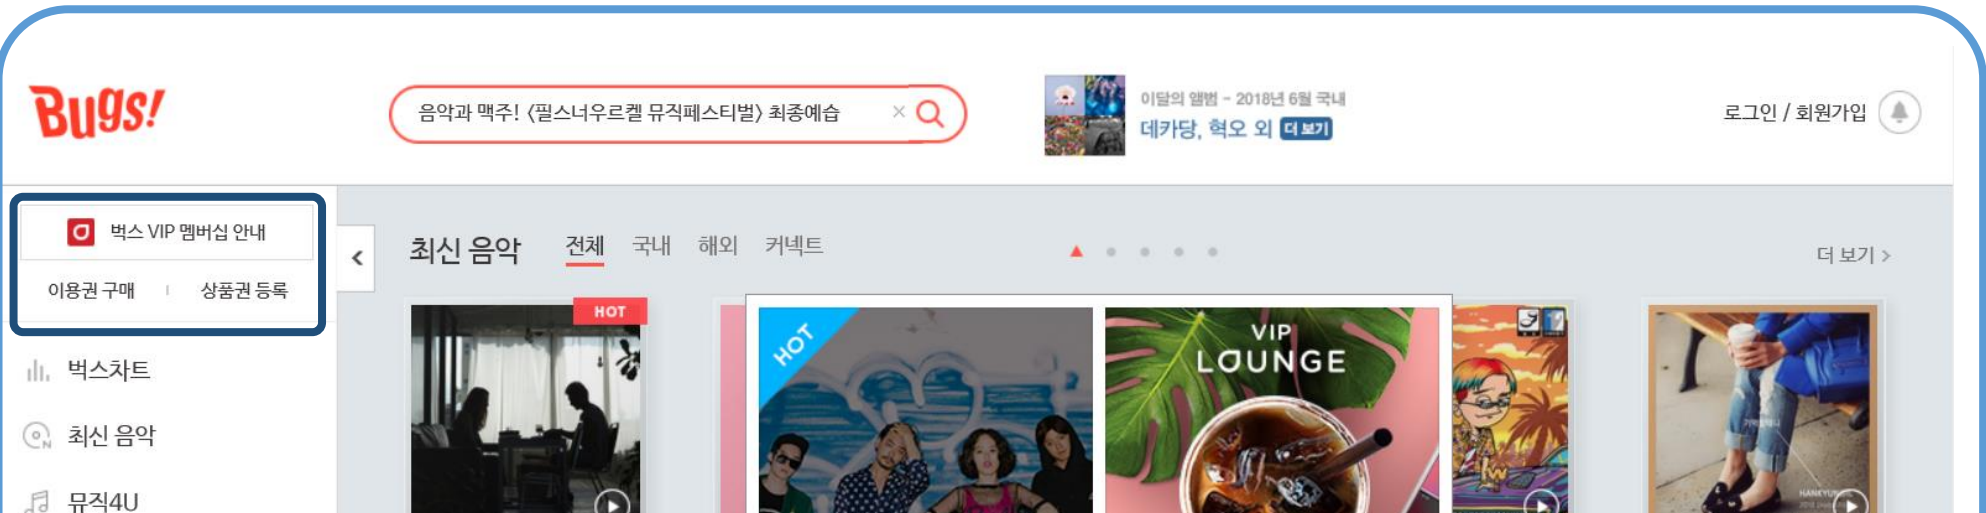 Bugs!
음악과 맥주! 〈필스너우르켈 뮤직페스티벌〉 최종예습
이달의 앨범 - 2018년 6월 국내
데카당, 혁오 외 더보기
로그인 / 회원가입
벅스 VIP 멤버십 안내
이용권 구매
상품권 등록
벅스차트
최신 음악
뮤직4U
최신 음악 전체 국내 해외 커넥트
더 보기 >
HOT
HOT
VIP
LOUNGE